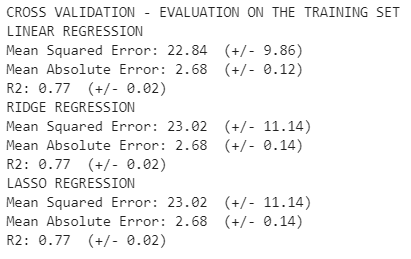 CROSS VALIDATION - EVALUATION ON THE TRAINING SET
LINEAR REGRESSION
Mean Squared Error: 22.84  (+/- 9.86)
Mean Absolute Error: 2.68  (+/- 0.12)
R2: 0.77  (+/- 0.02)
RIDGE REGRESSION
Mean Squared Error: 23.02  (+/- 11.14)
Mean Absolute Error: 2.68  (+/- 0.14)
R2: 0.77  (+/- 0.02)
LASSO REGRESSION
Mean Squared Error: 23.02  (+/- 11.14)
Mean Absolute Error: 2.68  (+/- 0.14)
R2: 0.77  (+/- 0.02)